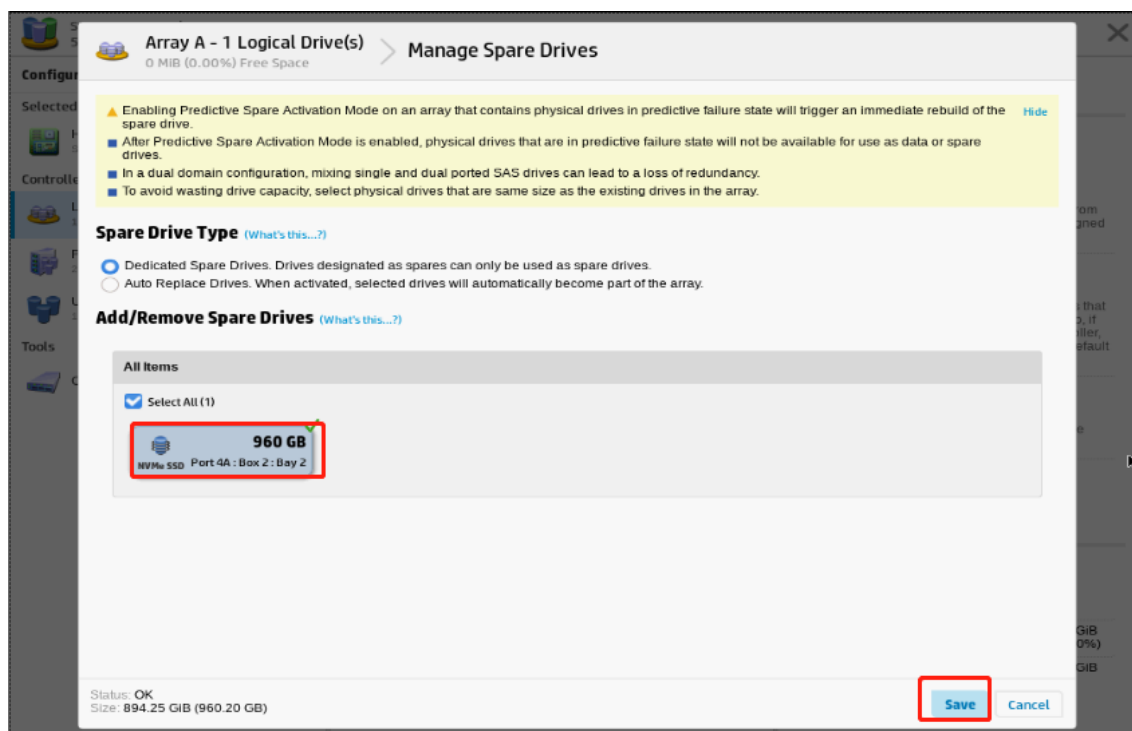 Array A - 1 Logical Drive(s)
0 MiB (0.00%) Free Space
Manage Spare Drives
Configur
Selected
Controlle
Tools
Enabling Predictive Spare Activation Mode on an array that contains physical drives in predictive failure state will trigger an immediate rebuild of the
spare drive.
Hide
After Predictive Spare Activation Mode is enabled, physical drives that are in predictive failure state will not be available for use as data or spare
drives.
In a dual domain configuration, mixing single and dual ported SAS drives can lead to a loss of redundancy.
To avoid wasting drive capacity, select physical drives that are same size as the existing drives in the array.
Spare Drive Type (What's this...?)
Dedicated Spare Drives. Drives designated as spares can only be used as spare drives.
Auto Replace Drives. When activated, selected drives will automatically become part of the array.
Add/Remove Spare Drives (What's this...?)
All Items
Select All (1)
960 GB
NVMe SSD Port 4A : Box 2 : Bay 2
om
gned
that
o, if
ller,
efault
e
GiB
0%)
GiB
Status: OK
Size: 894.25 GiB (960.20 GB)
Save
Cancel